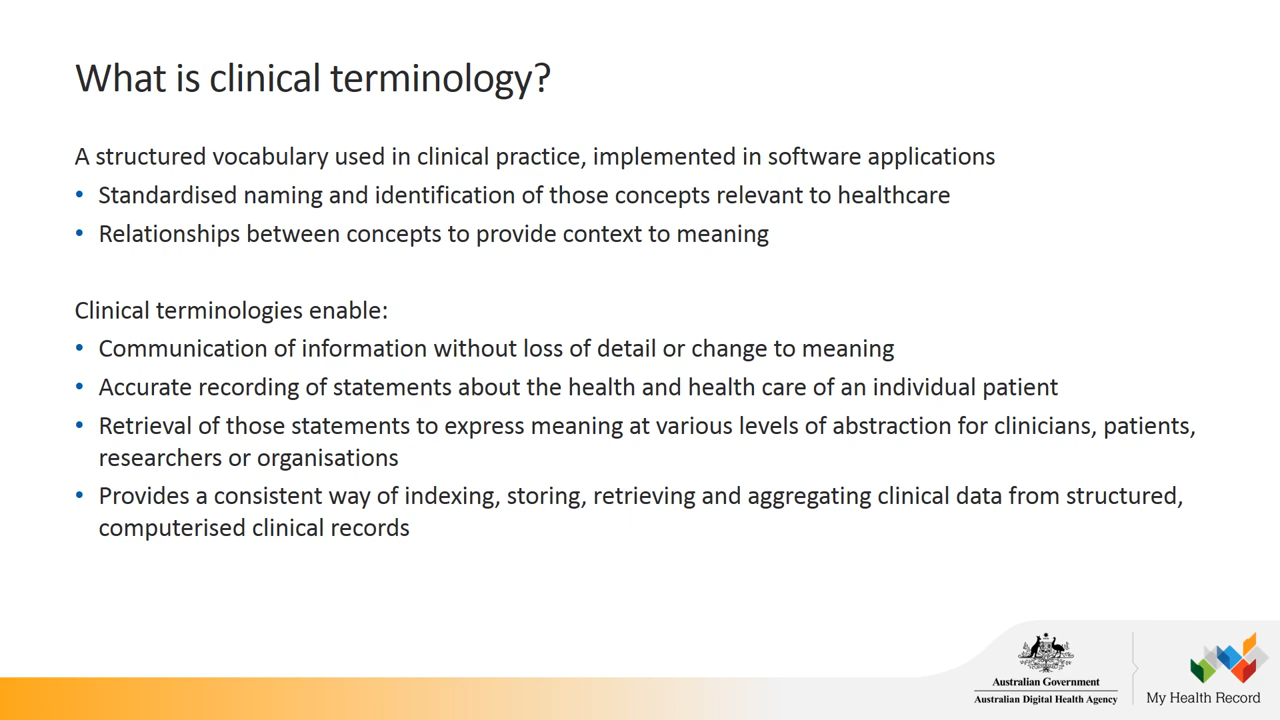 What is clinical terminology?
A structured vocabulary used in clinical practice, implemented in software applications
• Standardised naming and identification of those concepts relevant to healthcare
• Relationships between concepts to provide context to meaning
Clinical terminologies enable:
• Communication of information without loss of detail or change to meaning
• Accurate recording of statements about the health and health care of an individual patient
• Retrieval of those statements to express meaning at various levels of abstraction for clinicians, patients,
researchers or organisations
• Provides a consistent way of indexing, storing, retrieving and aggregating clinical data from structured,
computerised clinical records
Australian Government
Australian Digital Health Agency
My Health Record